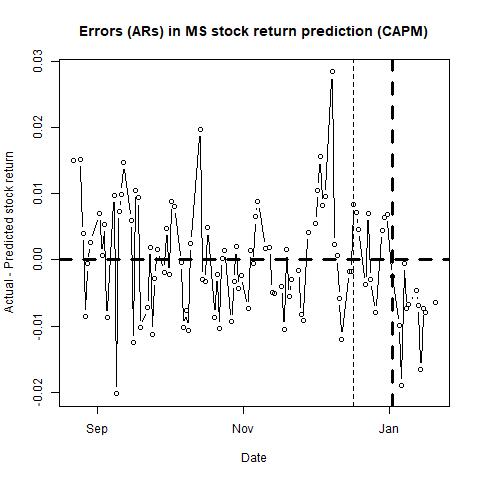 Errors (ARs) in MS stock return prediction (CAPM)
Actual - Predicted stock return
0.03
0.02
0.01
0.00
-0.01
-0.02
Sep
Nov
Jan
Date